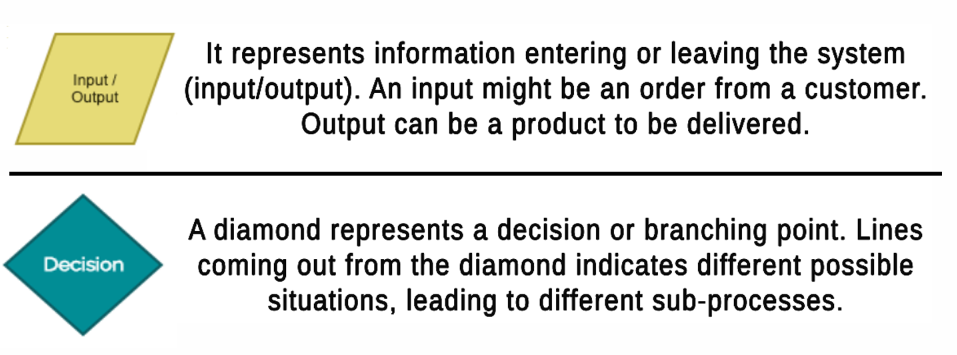 Input /
Output
It represents information entering or leaving the system
(input/output). An input might be an order from a customer.
Output can be a product to be delivered.
Decision
A diamond represents a decision or branching point. Lines
coming out from the diamond indicates different possible
situations, leading to different sub-processes.